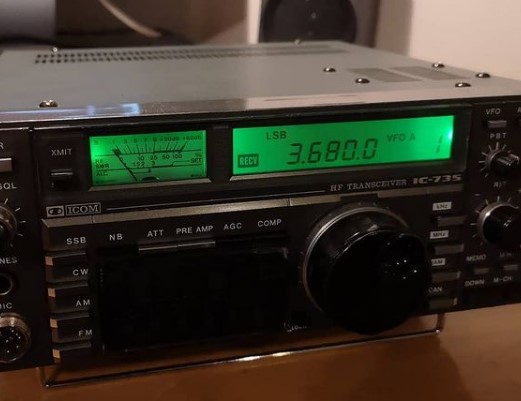 VFO
XMIT
LSB
VFO A
1
RECV
3.680.0
PBT
SQL
HF TRANSCEIVER IC-735
ICOM
SSB
NB
ATT
PRE AMP
AGC
COMP
CW
AM
FM
MIC
MEMO
DOWN
M-CH